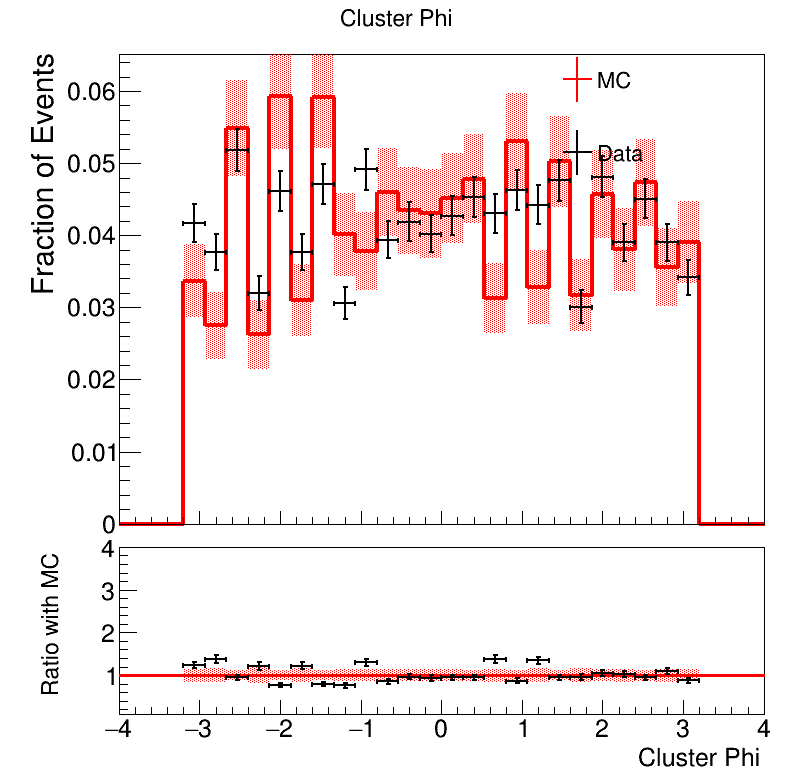 Cluster Phi
Fraction of Events
0.06
0.05
0.04
0.03
0.02
0.01
0
MC
Data
Ratio with MC
4
3
2
1
−4 −3 −2 −1 0 1 2 3 4
Cluster Phi